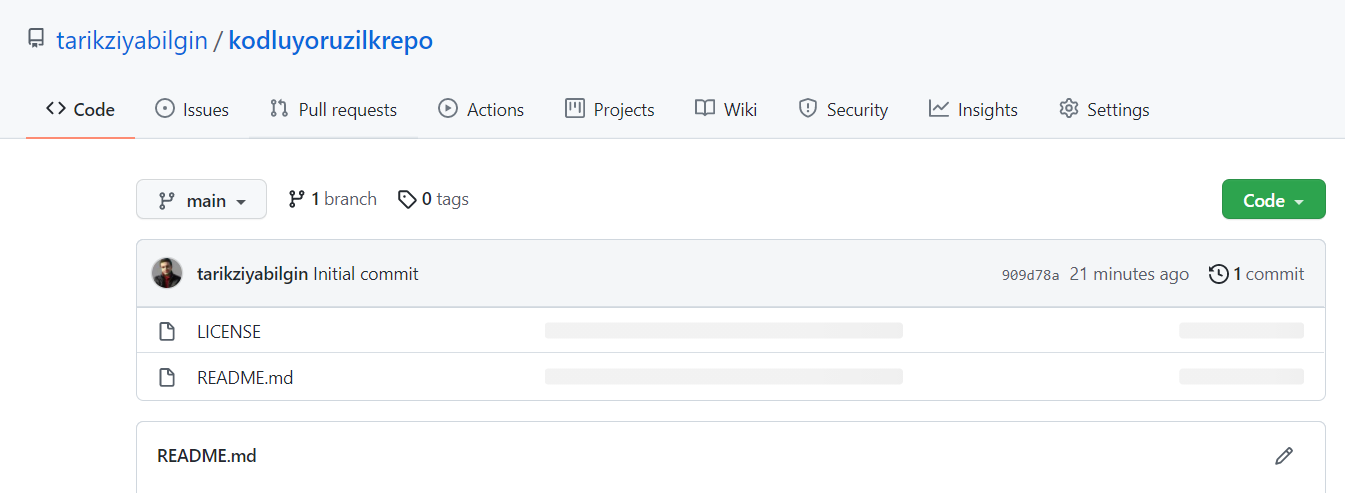 tarikziyabilgin / kodluyoruzilkrepo
Code Issues Pull requests Actions Projects Wiki Security Insights Settings
main 1 branch 0 tags Code
tarikziyabilgin Initial commit 909d78a 21 minutes ago 1 commit
LICENSE
README.md
README.md